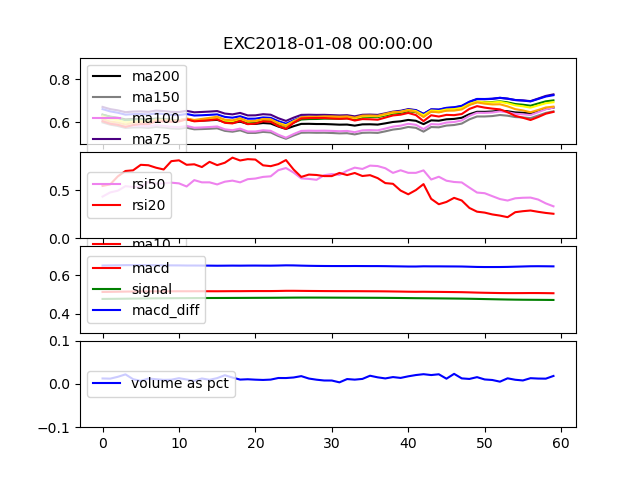 EXC2018-01-08 00:00:00
0.8
0.6
ma200
ma150
ma100
ma75
0.5
0.0
rsi50
rsi20
ma10
0.6
0.4
macd
signal
macd_diff
0.1
0.0
−0.1
volume as pct
0 10 20 30 40 50 60